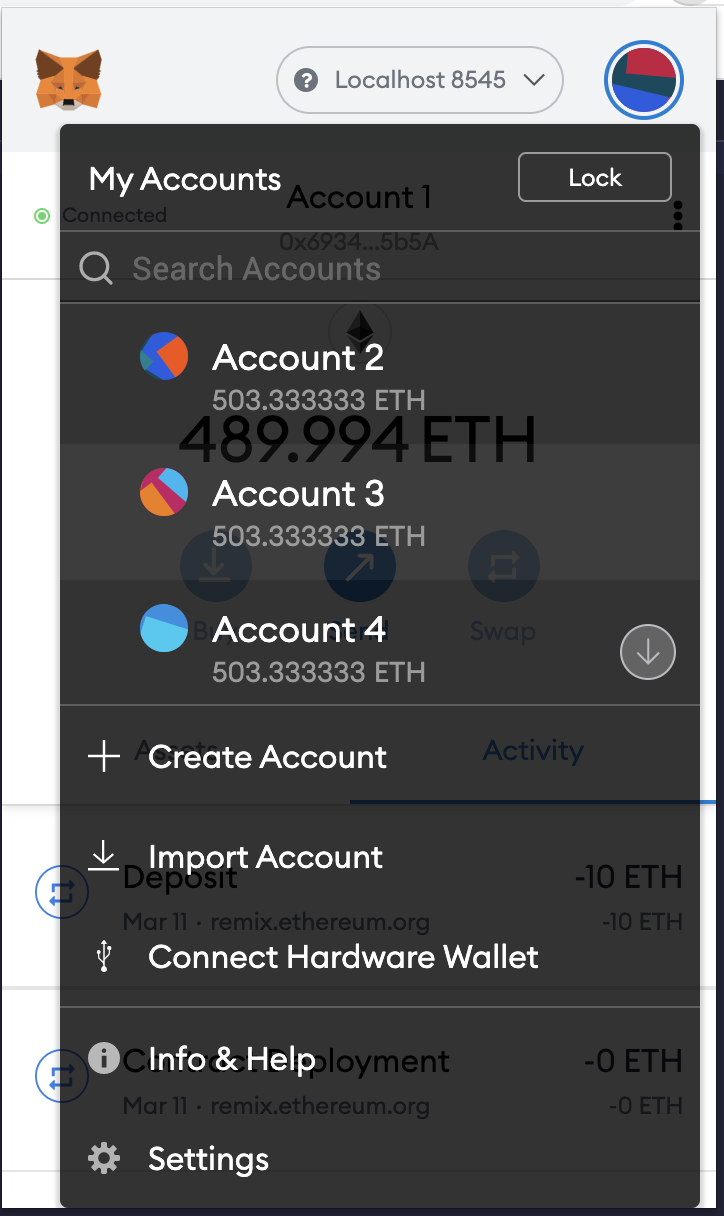 Localhost 8545
My Accounts
Lock
Account 1
Connected
0x6934...5b5A
Search Accounts
Account 2
503.333333 ETH
489.994 ETH
Account 3
503.333333 ETH
Buy
Send
Swap
Account 4
503.333333 ETH
Assets
Activity
Create Account
Import Account
Deposit
-10 ETH
Mar 11 · remix.ethereum.org
-10 ETH
Connect Hardware Wallet
Info & Help
Contract Deployment
-0 ETH
Mar 11 · remix.ethereum.org
-0 ETH
Settings